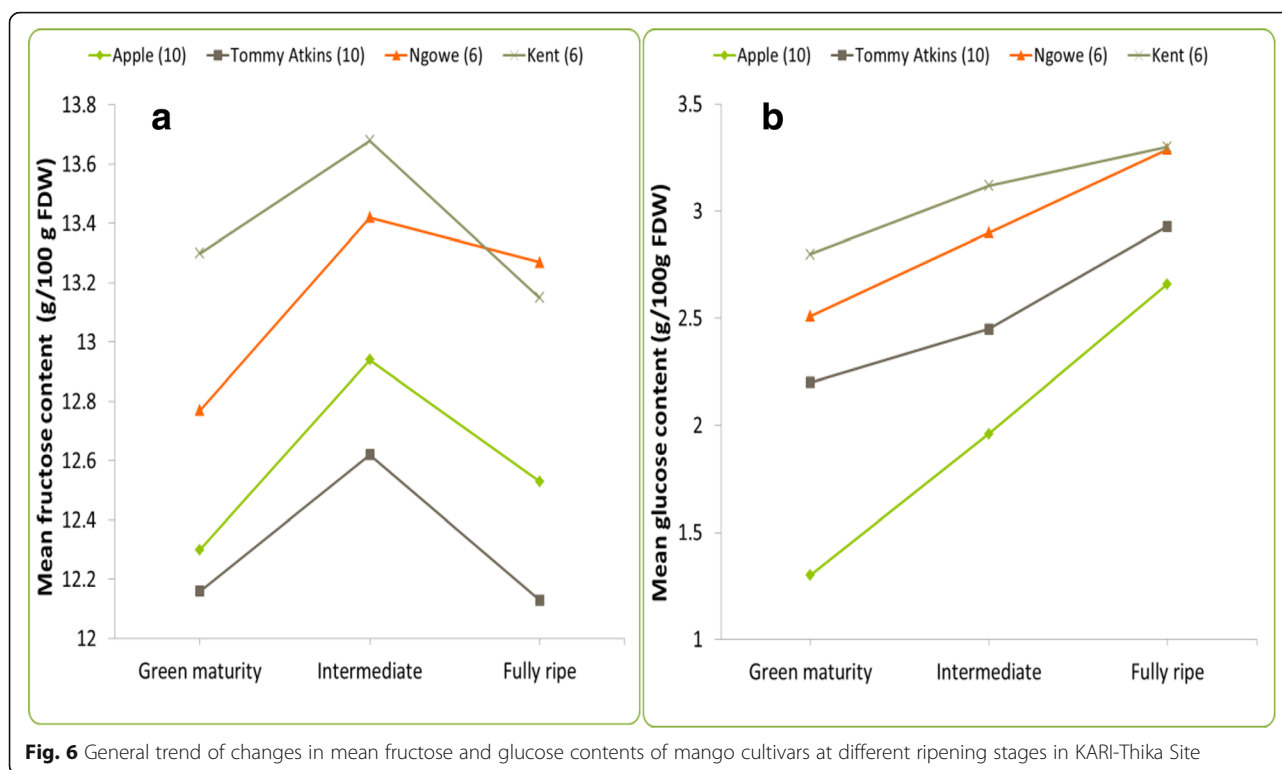 Apple (10) Tommy Atkins (10) Ngowe (6) Kent (6)
a
Mean fructose content (g/100 g FDW)
13.8
13.6
13.4
13.2
13
12.8
12.6
12.4
12.2
12
Green maturity Intermediate Fully ripe
Apple (10) Tommy Atkins (10) Ngowe (6) Kent (6)
b
Mean glucose content (g/100g FDW)
3.5
3
2.5
2
1.5
1
Green maturity Intermediate Fully ripe
Fig. 6 General trend of changes in mean fructose and glucose contents of mango cultivars at different ripening stages in KARI-Thika Site